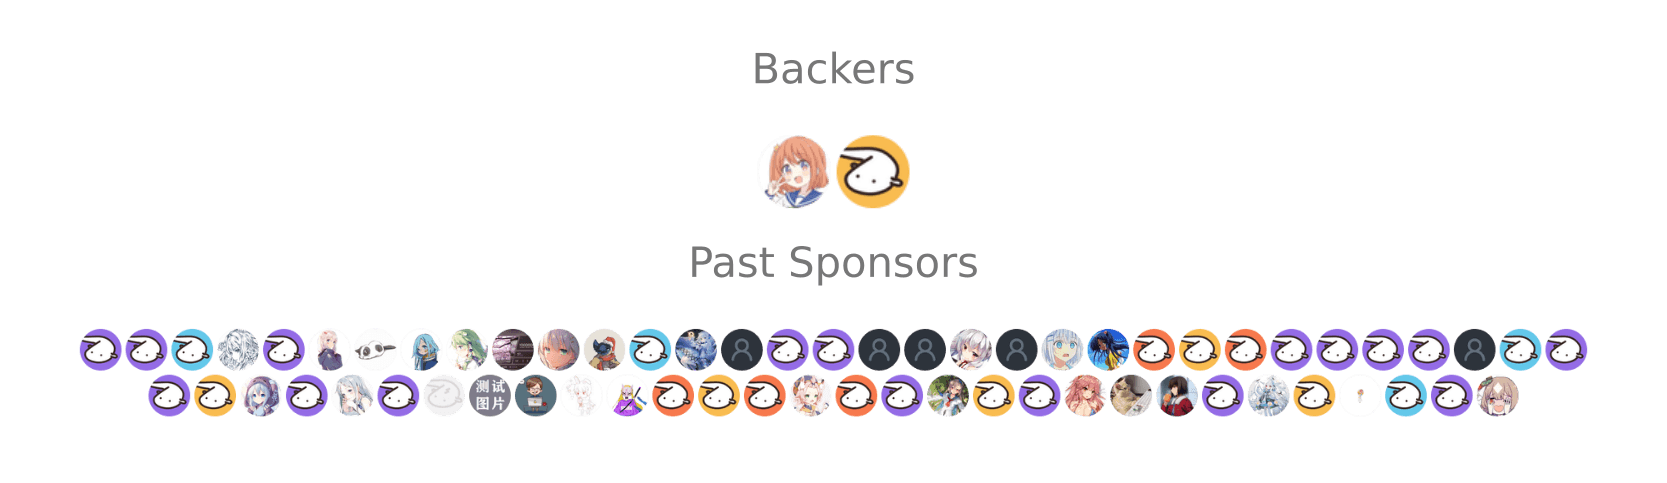 Backers
Past Sponsors
测试
图片